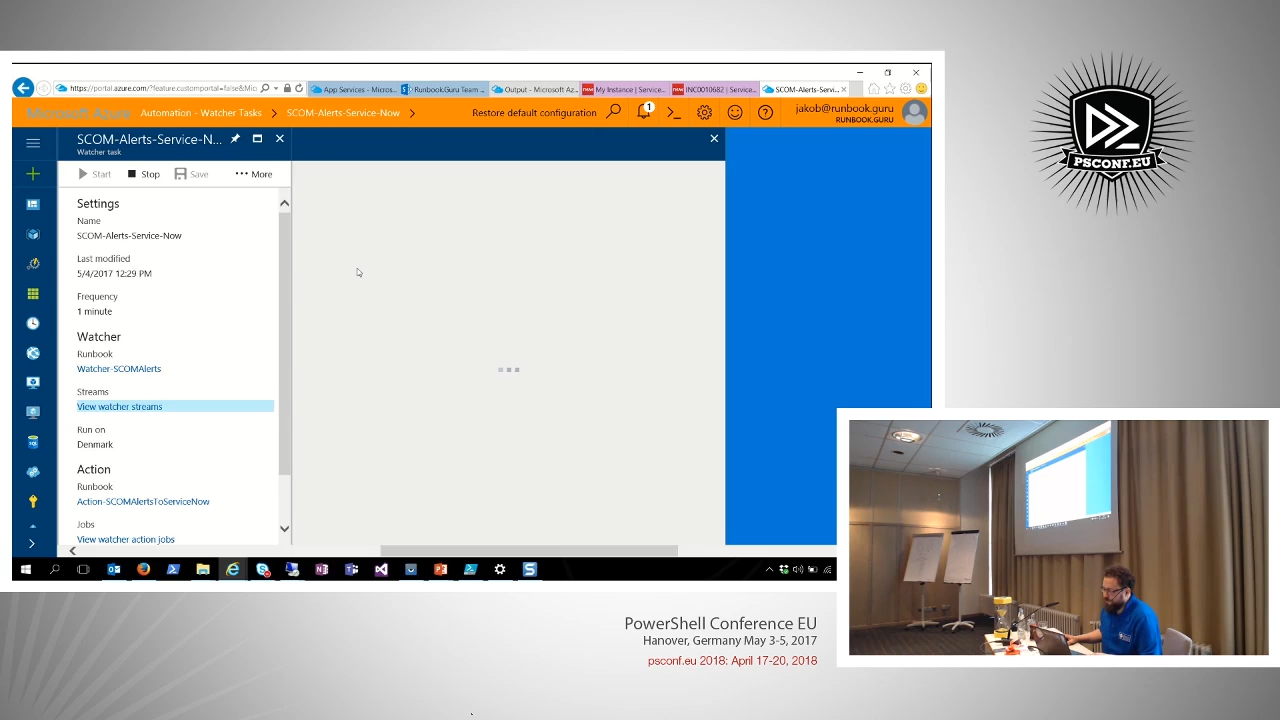 https://portal.azure.com/?feature.customportal=false&Mic
App Services - Micros...
Runbook.Guru Team ...
Output - Microsoft Az...
My Instance | Service...
INC0010682 | Service...
SCOM-Alerts-Service-N...
Microsoft Azure
Automation - Watcher Tasks
SCOM-Alerts-Service-Now
Restore default configuration
1
jakob@runbook.guru
RUNBOOK.GURU
SCOM-Alerts-Service-N...
Watcher task
Start
Stop
Save
More
Settings
Name
SCOM-Alerts-Service-Now
Last modified
5/4/2017 12:29 PM
Frequency
1 minute
Watcher
Runbook
Watcher-SCOMAlerts
Streams
View watcher streams
Run on
Denmark
Action
Runbook
Action-SCOMAlertsToServiceNow
Jobs
View watcher action jobs
PSCONF.EU
PowerShell Conference EU
Hanover, Germany May 3-5, 2017
psconf.eu 2018: April 17-20, 2018